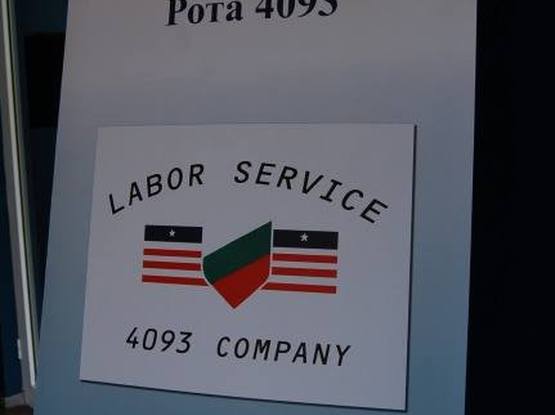 Рота 4093
LABOR SERVICE
4093 COMPANY